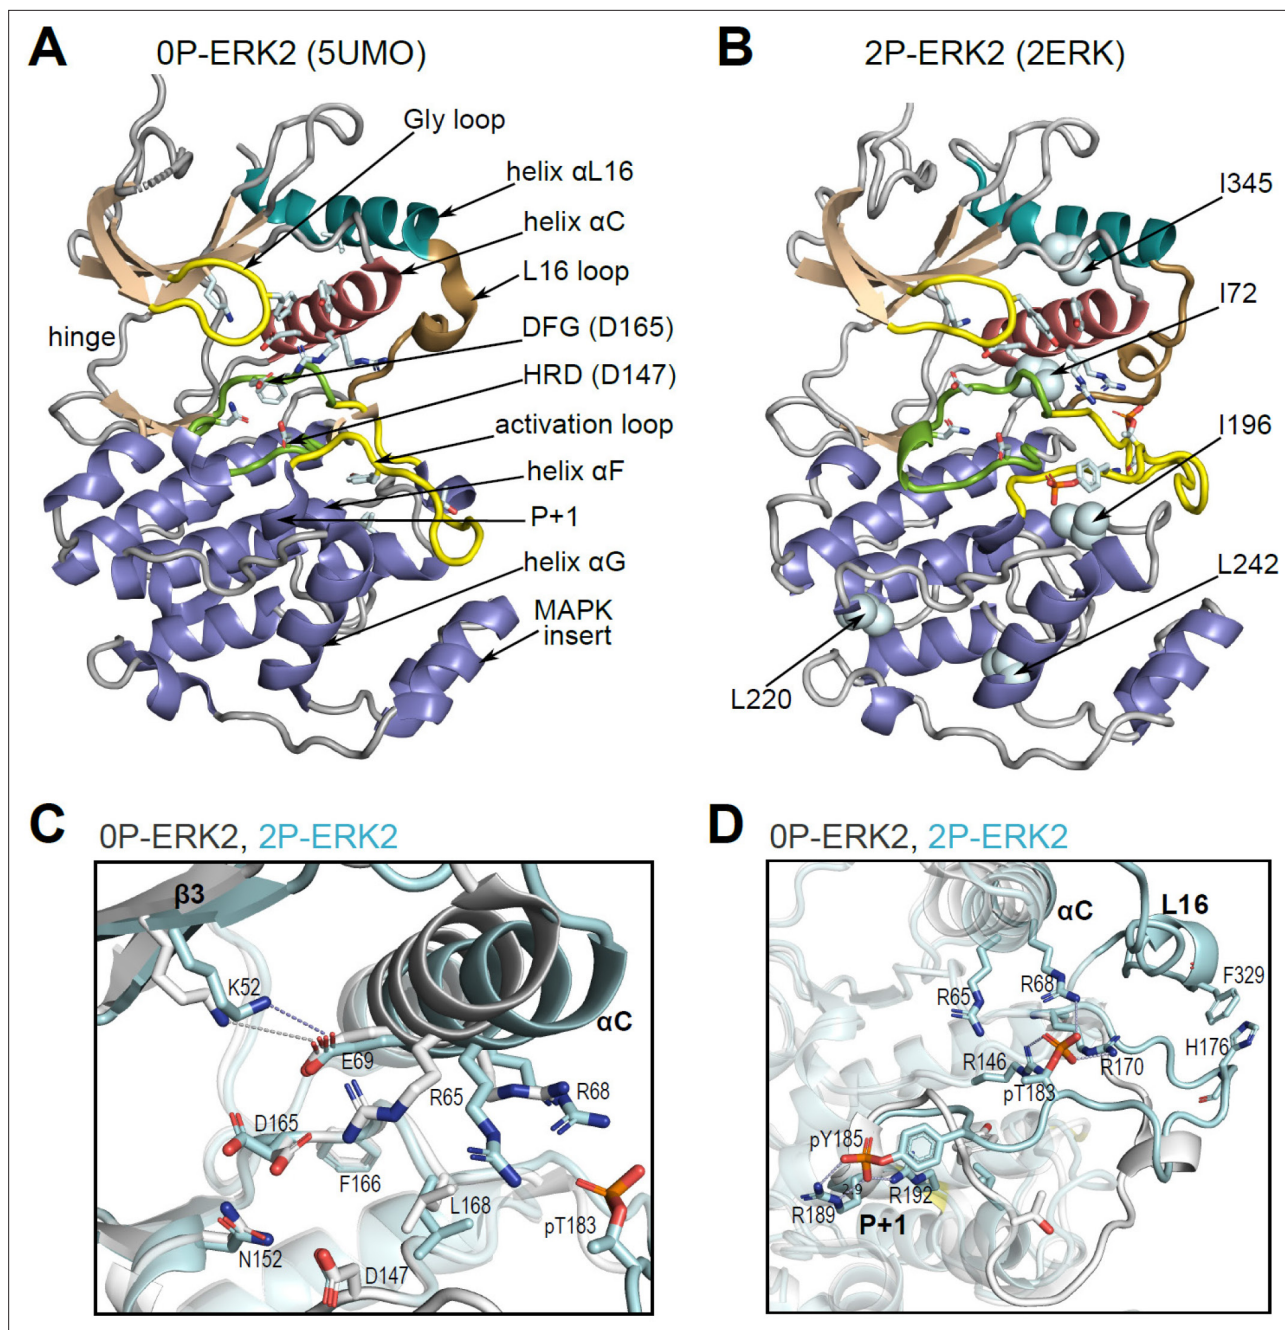 A
0P-ERK2 (5UMO)
Gly loop
helix αL16
helix αC
L16 loop
hinge
DFG (D165)
HRD (D147)
activation loop
helix αF
P+1
helix αG
MAPK
insert
B
2P-ERK2 (2ERK)
I345
I72
I196
L242
L220
C
0P-ERK2, 2P-ERK2
β3
K52
αC
E69
R65
R68
D165
F166
L168
pT183
N152
D147
D
0P-ERK2, 2P-ERK2
αC
L16
R68
F329
R65
H176
R146
R170
pT183
pY185
2.9
R192
R189
P+1